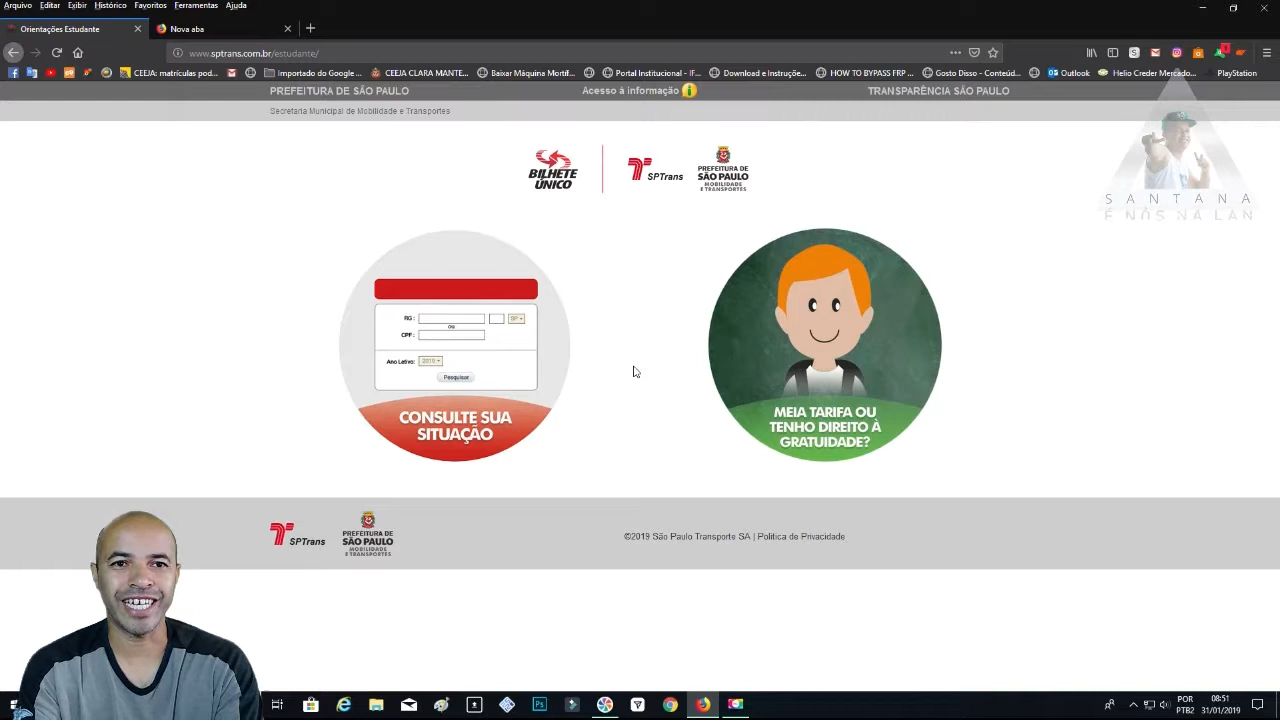 Arquivo Editar Exibir Histórico Favoritos Ferramentas Ajuda
Orientações Estudante
Nova aba
www.sptrans.com.br/estudante/
CEEJA: matrículas pod...
Importado do Google ...
CEEJA CLARA MANTE...
Baixar Máquina Mortif...
Portal Institucional - IF...
Download e Instruçõe...
HOW TO BYPASS FRP ...
Gosto Disso - Conteúd...
Outlook
Helio Creder Mercado...
PlayStation
PREFEITURA DE SÃO PAULO
Acesso à informação
TRANSPARÊNCIA SÃO PAULO
Secretaria Municipal de Mobilidade e Transportes
BILHETE
ÚNICO
SPTrans
PREFEITURA DE
SÃO PAULO
MOBILIDADE
E TRANSPORTES
SANTANA
É NÓS NA LAN
RG:
SP
ou
CPF:
Ano Letivo:
Pesquisar
CONSULTE SUA
SITUAÇÃO
MEIA TARIFA OU
TENHO DIREITO À
GRATUIDADE?
SPTrans
PREFEITURA DE
SÃO PAULO
MOBILIDADE
E TRANSPORTES
©2019 São Paulo Transporte SA | Política de Privacidade
Ps
POR
PTB2
08:51
31/01/2019